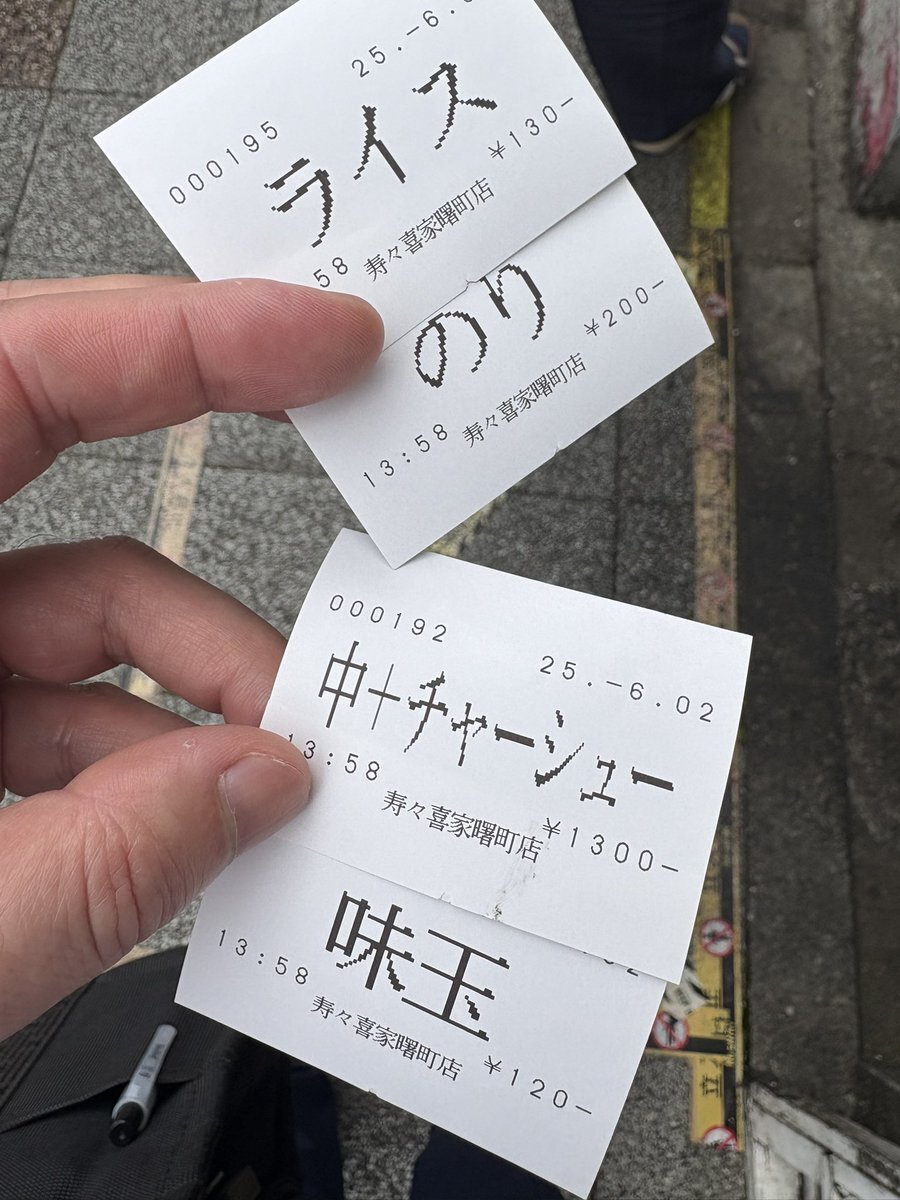 25.-6.0
000195
ライス
¥130-
58
寿々喜家曙町店
のり
¥200-
13:58
寿々喜家曙町店
000192
25.-6.02
中+チャーシュー
13:58
寿々喜家曙町店
¥1300-
02
味玉
13:58
寿々喜家曙町店
¥120-
立